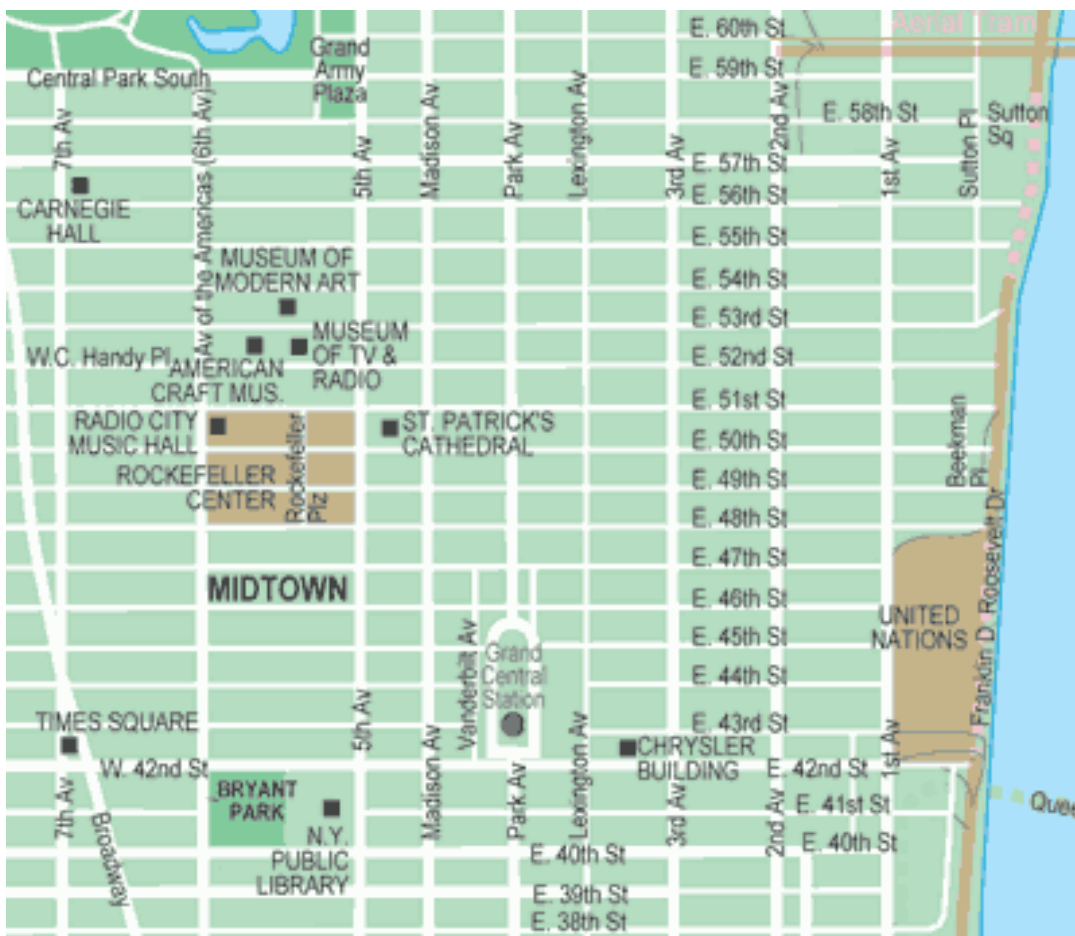 E. 60th St
Aerial Tram
Grand
Army
Plaza
Central Park South
E. 59th St
7th Av
Av of the Americas (6th Av)
5th Av
Madison Av
Park Av
Lexington Av
3rd Av
2nd Av
1st Av
Sutton Pl
E. 58th St
Sutton
Sq
E. 57th St
CARNEGIE
HALL
E. 56th St
E. 55th St
MUSEUM OF
MODERN ART
E. 54th St
E. 53rd St
MUSEUM
OF TV &
RADIO
W.C. Handy Pl
E. 52nd St
AMERICAN
CRAFT MUS.
E. 51st St
RADIO CITY
MUSIC HALL
Rockefeller
Plz
ST. PATRICK'S
CATHEDRAL
E. 50th St
Beekman
Pl
ROCKEFELLER
CENTER
E. 49th St
E. 48th St
E. 47th St
MIDTOWN
E. 46th St
UNITED
NATIONS
Franklin D. Roosevelt Dr
E. 45th St
Vanderbilt Av
Grand
Central
Station
E. 44th St
5th Av
TIMES SQUARE
E. 43rd St
CHRYSLER
BUILDING
W. 42nd St
E. 42nd St
1st Av
7th Av
Broadway
BRYANT
PARK
Madison Av
Park Av
Lexington Av
3rd Av
2nd Av
E. 41st St
Quee
N.Y.
PUBLIC
LIBRARY
E. 40th St
E. 40th St
E. 39th St
E. 38th St